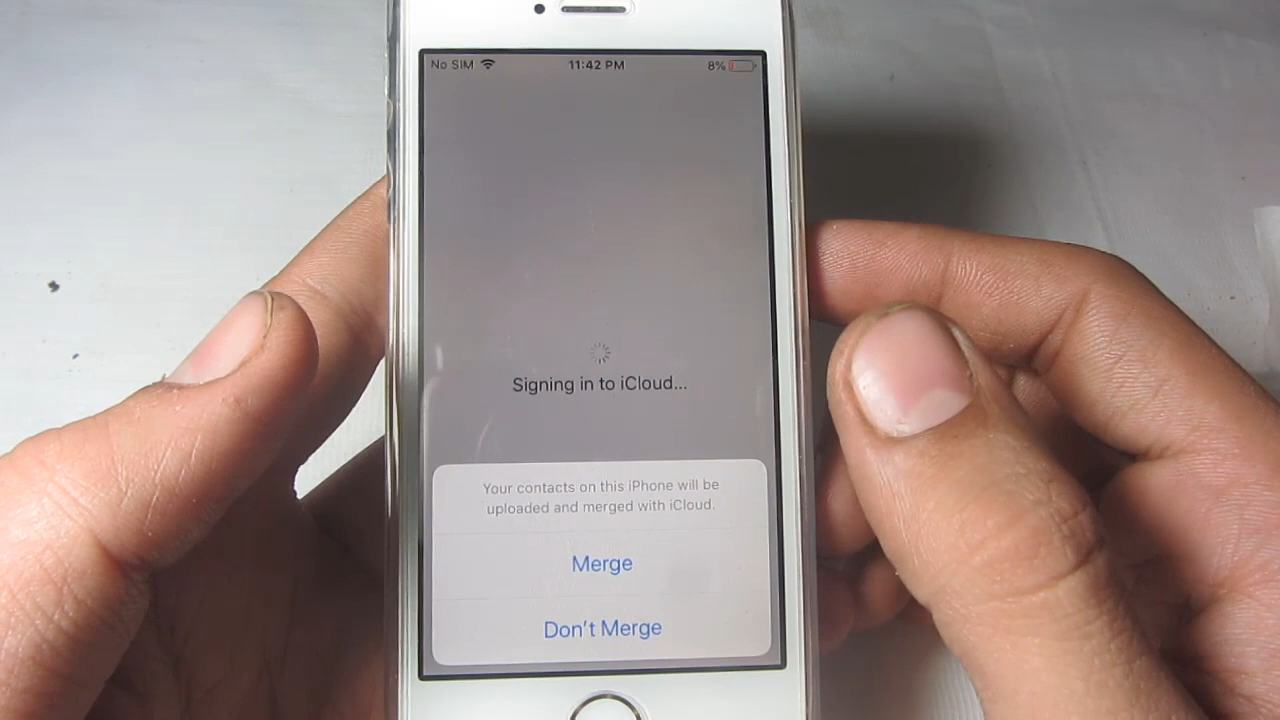 No SIM 11:42 PM 8%
Signing in to iCloud...
Your contacts on this iPhone will be
uploaded and merged with iCloud.
Merge
Don't Merge